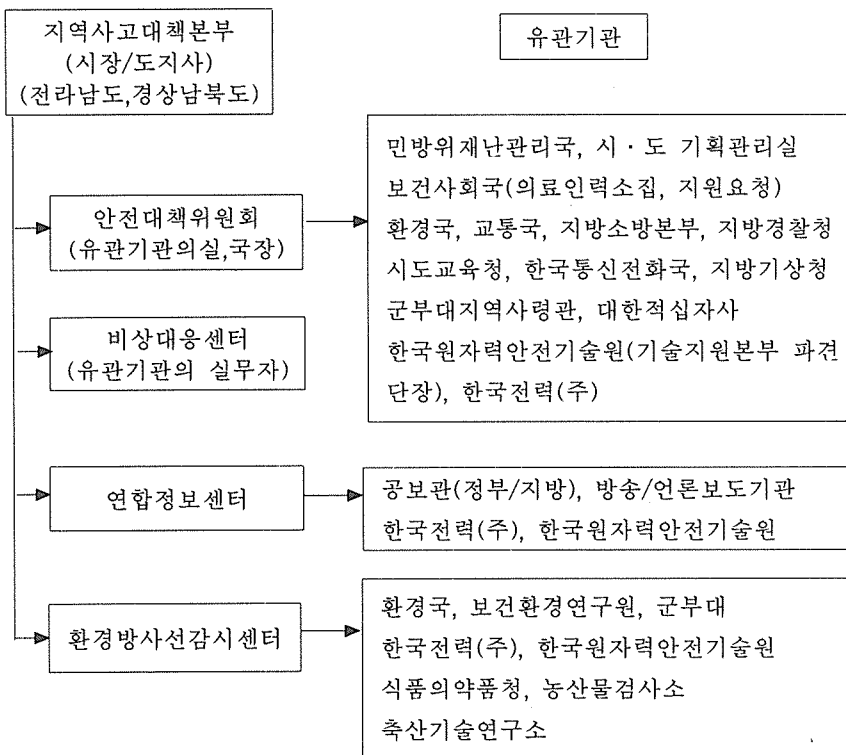 지역사고대책본부
(시장/도지사)
(전라남도,경상남북도)
유관기관
안전대책위원회
(유관기관의실,국장)
민방위재난관리국, 시·도 기획관리실
보건사회국(의료인력소집, 지원요청)
환경국, 교통국, 지방소방본부, 지방경찰청
시도교육청, 한국통신전화국, 지방기상청
군부대지역사령관, 대한적십자사
한국원자력안전기술원(기술지원본부 파견
단장), 한국전력(주)
비상대응센터
(유관기관의 실무자)
연합정보센터
공보관(정부/지방), 방송/언론보도기관
한국전력(주), 한국원자력안전기술원
환경방사선감시센터
환경국, 보건환경연구원, 군부대
한국전력(주), 한국원자력안전기술원
식품의약품청, 농산물검사소
축산기술연구소